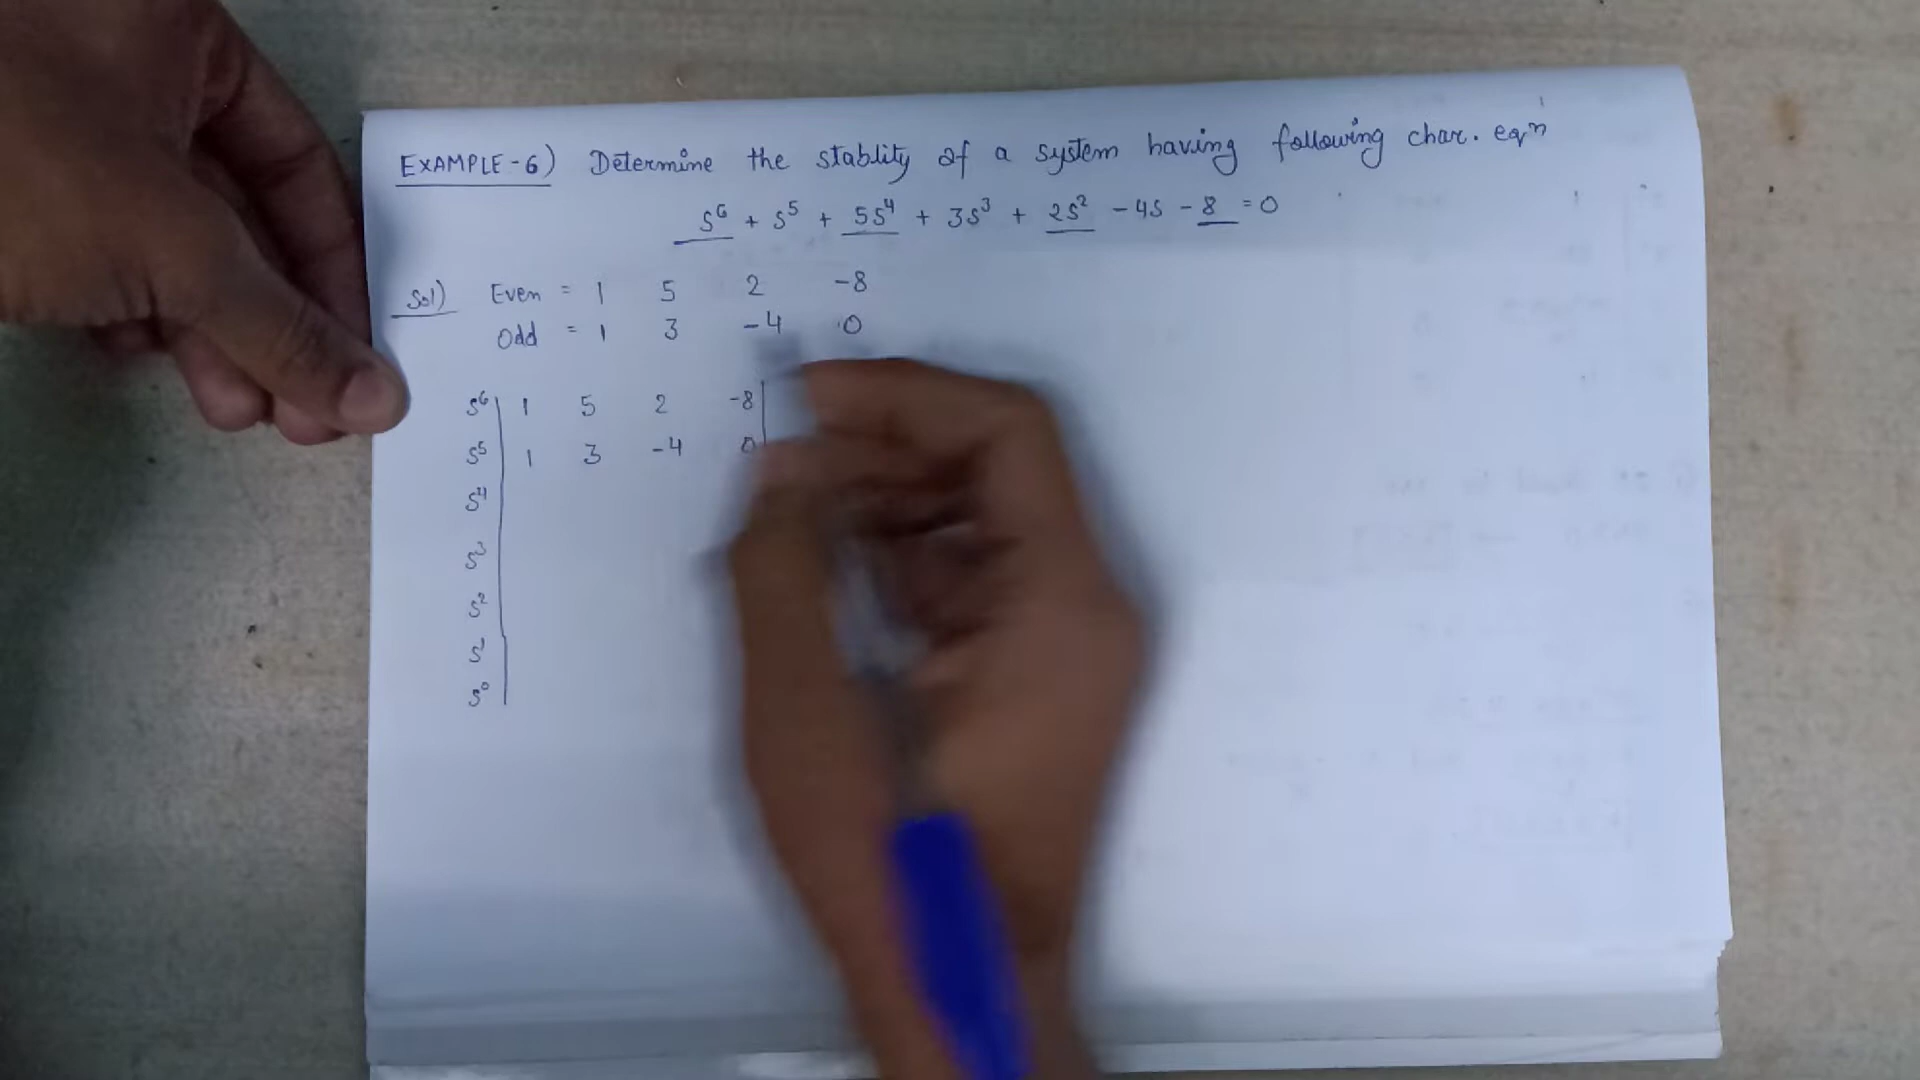 EXAMPLE-6) Determine the stablity of a system having following char. eqⁿ
s⁶ + s⁵ + 5s⁴ + 3s³ + 2s² - 4s - 8 = 0
Sol) Even = 1 5 2 -8
Odd = 1 3 -4 0
s⁶ 1 5 2 -8
s⁵ 1 3 -4 0
s⁴
s³
s²
s¹
s⁰